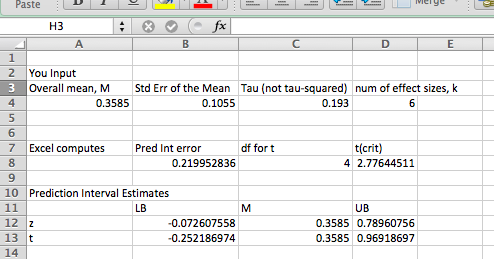 Paste
B I U A Merge
H3 fx
A B C D E
1
2 You Input
3 Overall mean, M Std Err of the Mean Tau (not tau-squared) num of effect sizes, k
4 0.3585 0.1055 0.193 6
5
6
7 Excel computes Pred Int error df for t t(crit)
8 0.219952836 4 2.77644511
9
10 Prediction Interval Estimates
11 LB M UB
12 z -0.072607558 0.3585 0.78960756
13 t -0.252186974 0.3585 0.96918697
14